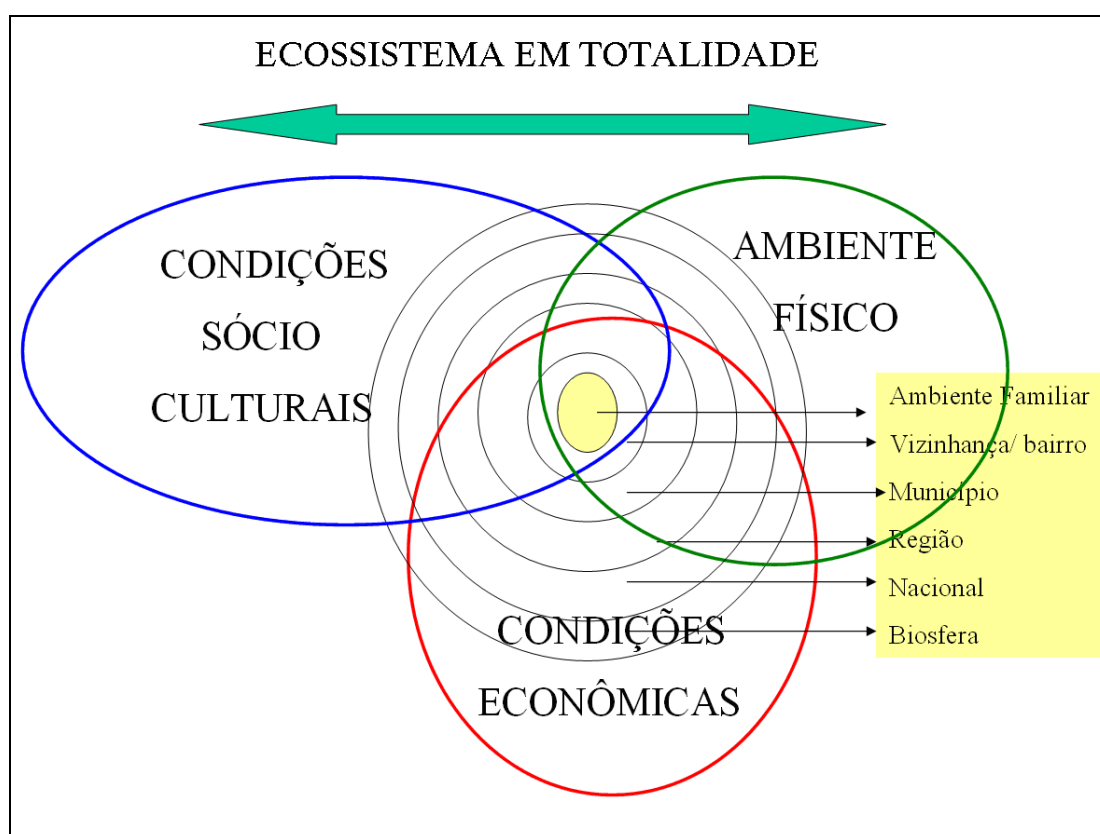 ECOSSISTEMA EM TOTALIDADE
CONDIÇÕES
SÓCIO
CULTURAIS
AMBIENTE
FÍSICO
Ambiente Familiar
Vizinhança/ bairro
Município
Região
Nacional
Biosfera
CONDIÇÕES
ECONÔMICAS